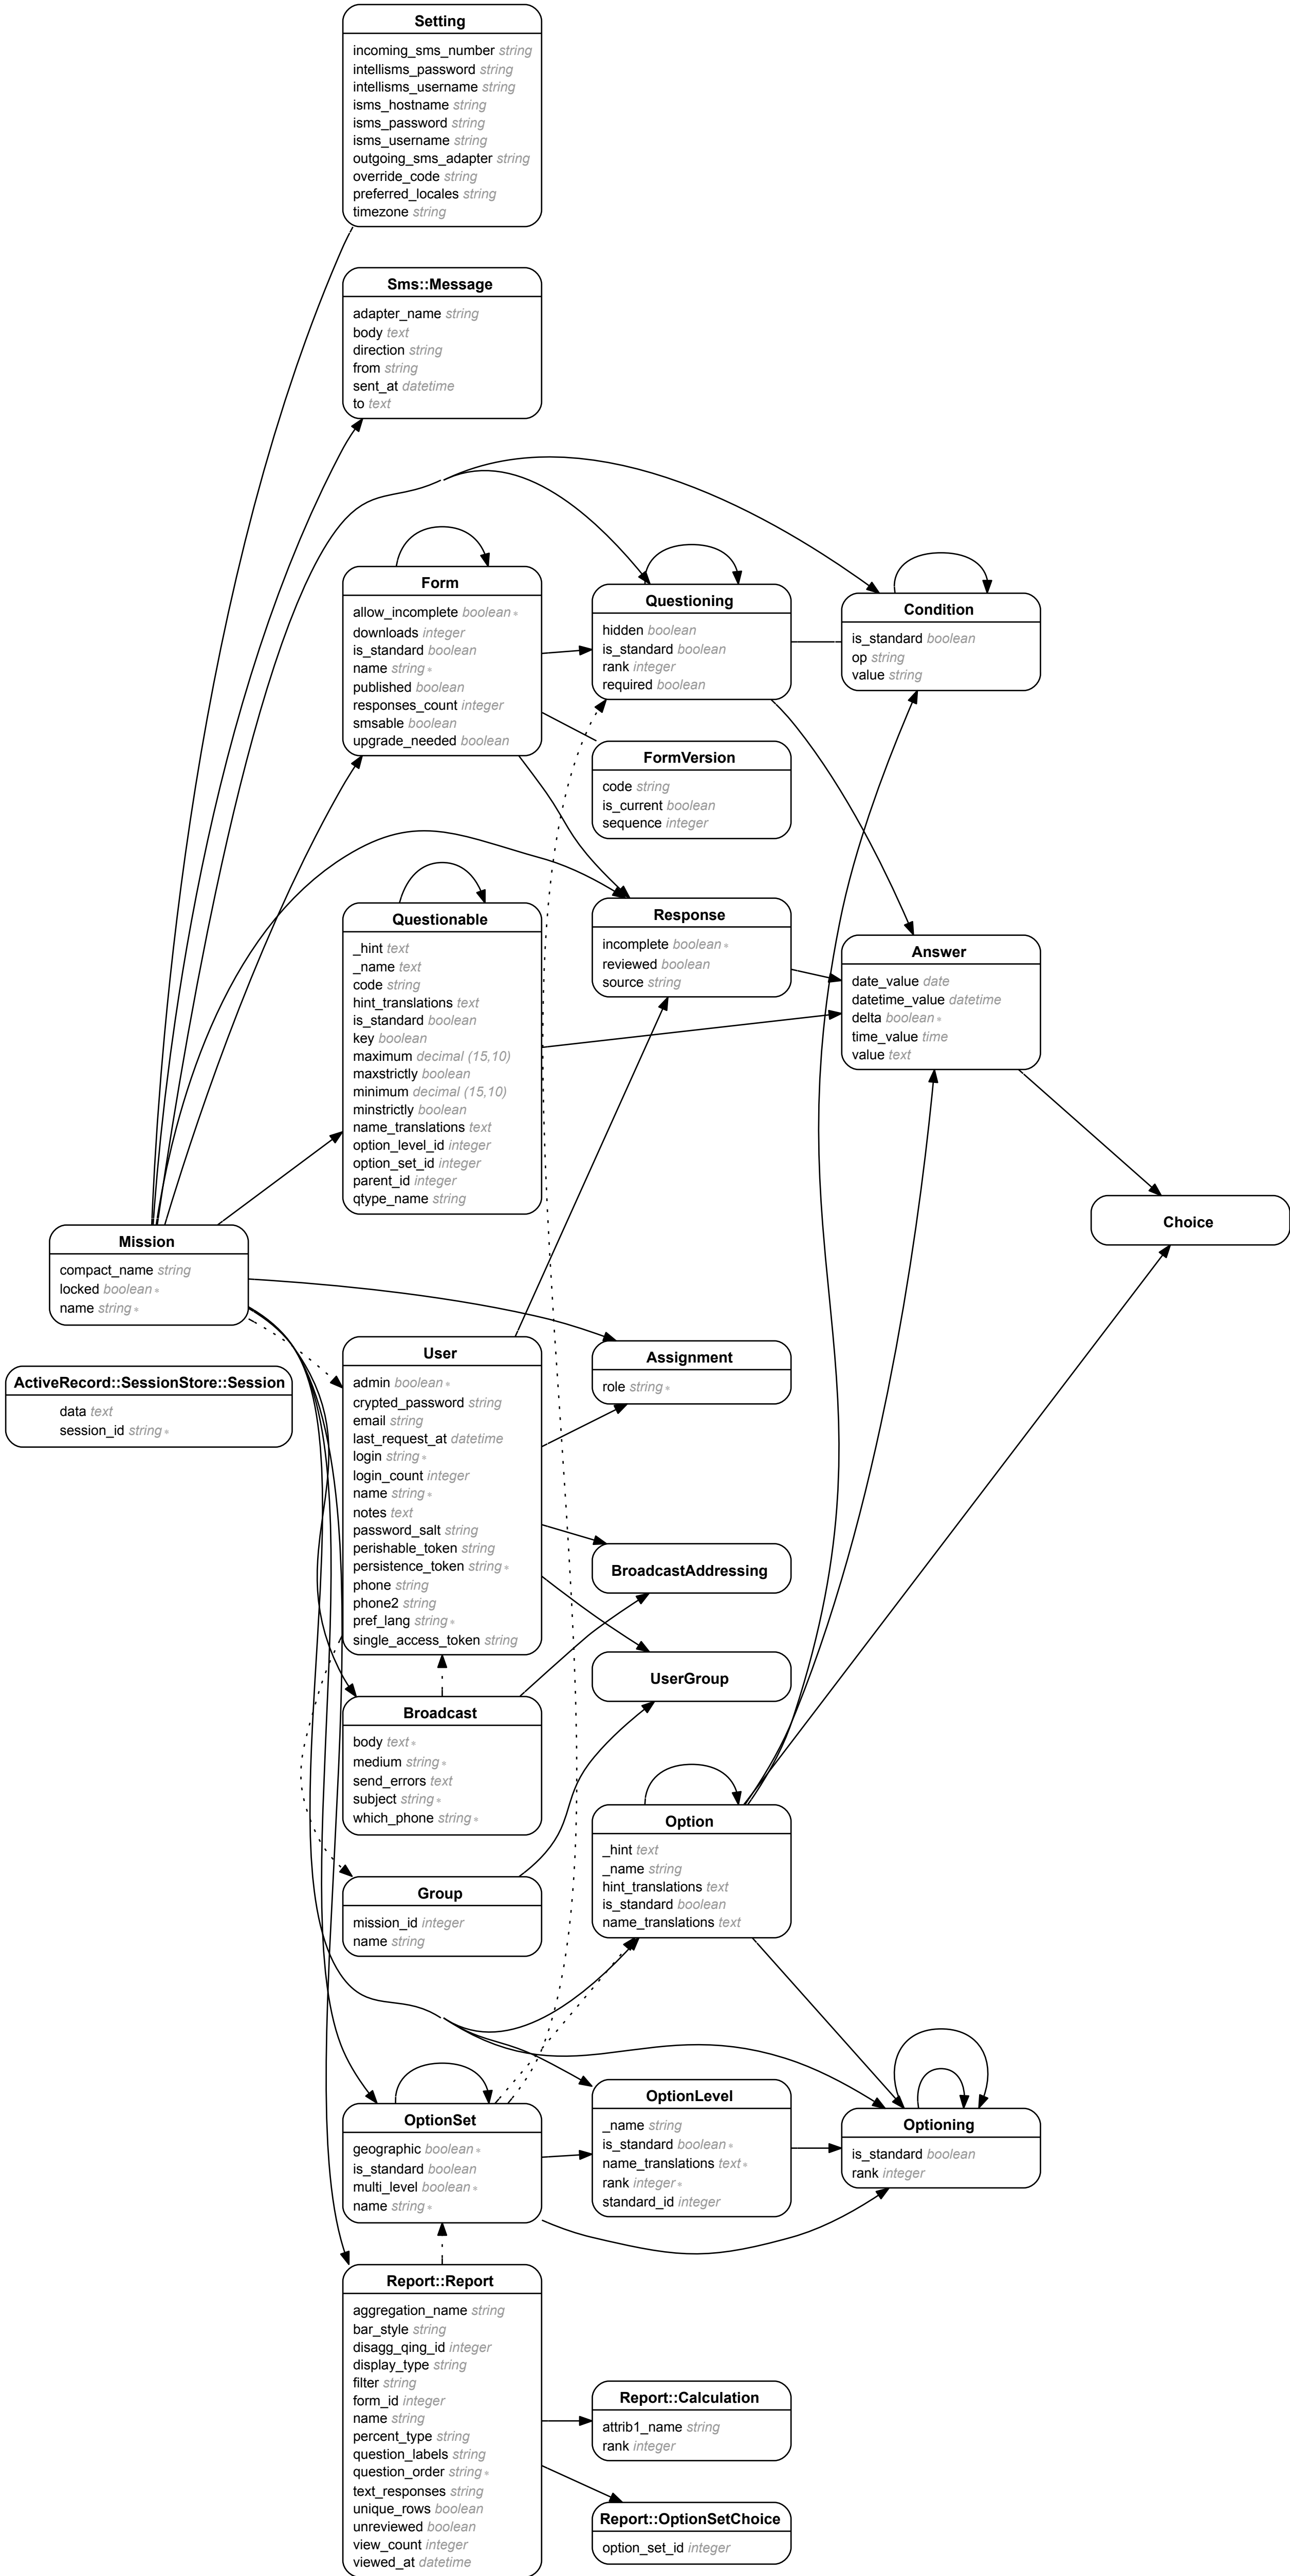 Setting
incoming_sms_number string
intellisms_password string
intellisms_username string
isms_hostname string
isms_password string
isms_username string
outgoing_sms_adapter string
override_code string
preferred_locales string
timezone string
Sms::Message
adapter_name string
body text
direction string
from string
sent_at datetime
to text
Form
allow_incomplete boolean *
downloads integer
is_standard boolean
name string *
published boolean
responses_count integer
smsable boolean
upgrade_needed boolean
Questioning
hidden boolean
is_standard boolean
rank integer
required boolean
Condition
is_standard boolean
op string
value string
FormVersion
code string
is_current boolean
sequence integer
Questionable
_hint text
_name text
code string
hint_translations text
is_standard boolean
key boolean
maximum decimal (15,10)
maxstrictly boolean
minimum decimal (15,10)
minstrictly boolean
name_translations text
option_level_id integer
option_set_id integer
parent_id integer
qtype_name string
Response
incomplete boolean *
reviewed boolean
source string
Answer
date_value date
datetime_value datetime
delta boolean *
time_value time
value text
Choice
Mission
compact_name string
locked boolean *
name string *
ActiveRecord::SessionStore::Session
data text
session_id string *
User
admin boolean *
crypted_password string
email string
last_request_at datetime
login string *
login_count integer
name string *
notes text
password_salt string
perishable_token string
persistence_token string *
phone string
phone2 string
pref_lang string *
single_access_token string
Assignment
role string *
BroadcastAddressing
UserGroup
Broadcast
body text *
medium string *
send_errors text
subject string *
which_phone string *
Group
mission_id integer
name string
Option
_hint text
_name string
hint_translations text
is_standard boolean
name_translations text
OptionSet
geographic boolean *
is_standard boolean
multi_level boolean *
name string *
OptionLevel
_name string
is_standard boolean *
name_translations text *
rank integer *
standard_id integer
Optioning
is_standard boolean
rank integer
Report::Report
aggregation_name string
bar_style string
disagg_qing_id integer
display_type string
filter string
form_id integer
name string
percent_type string
question_labels string
question_order string *
text_responses string
unique_rows boolean
unreviewed boolean
view_count integer
viewed_at datetime
Report::Calculation
attrib1_name string
rank integer
Report::OptionSetChoice
option_set_id integer